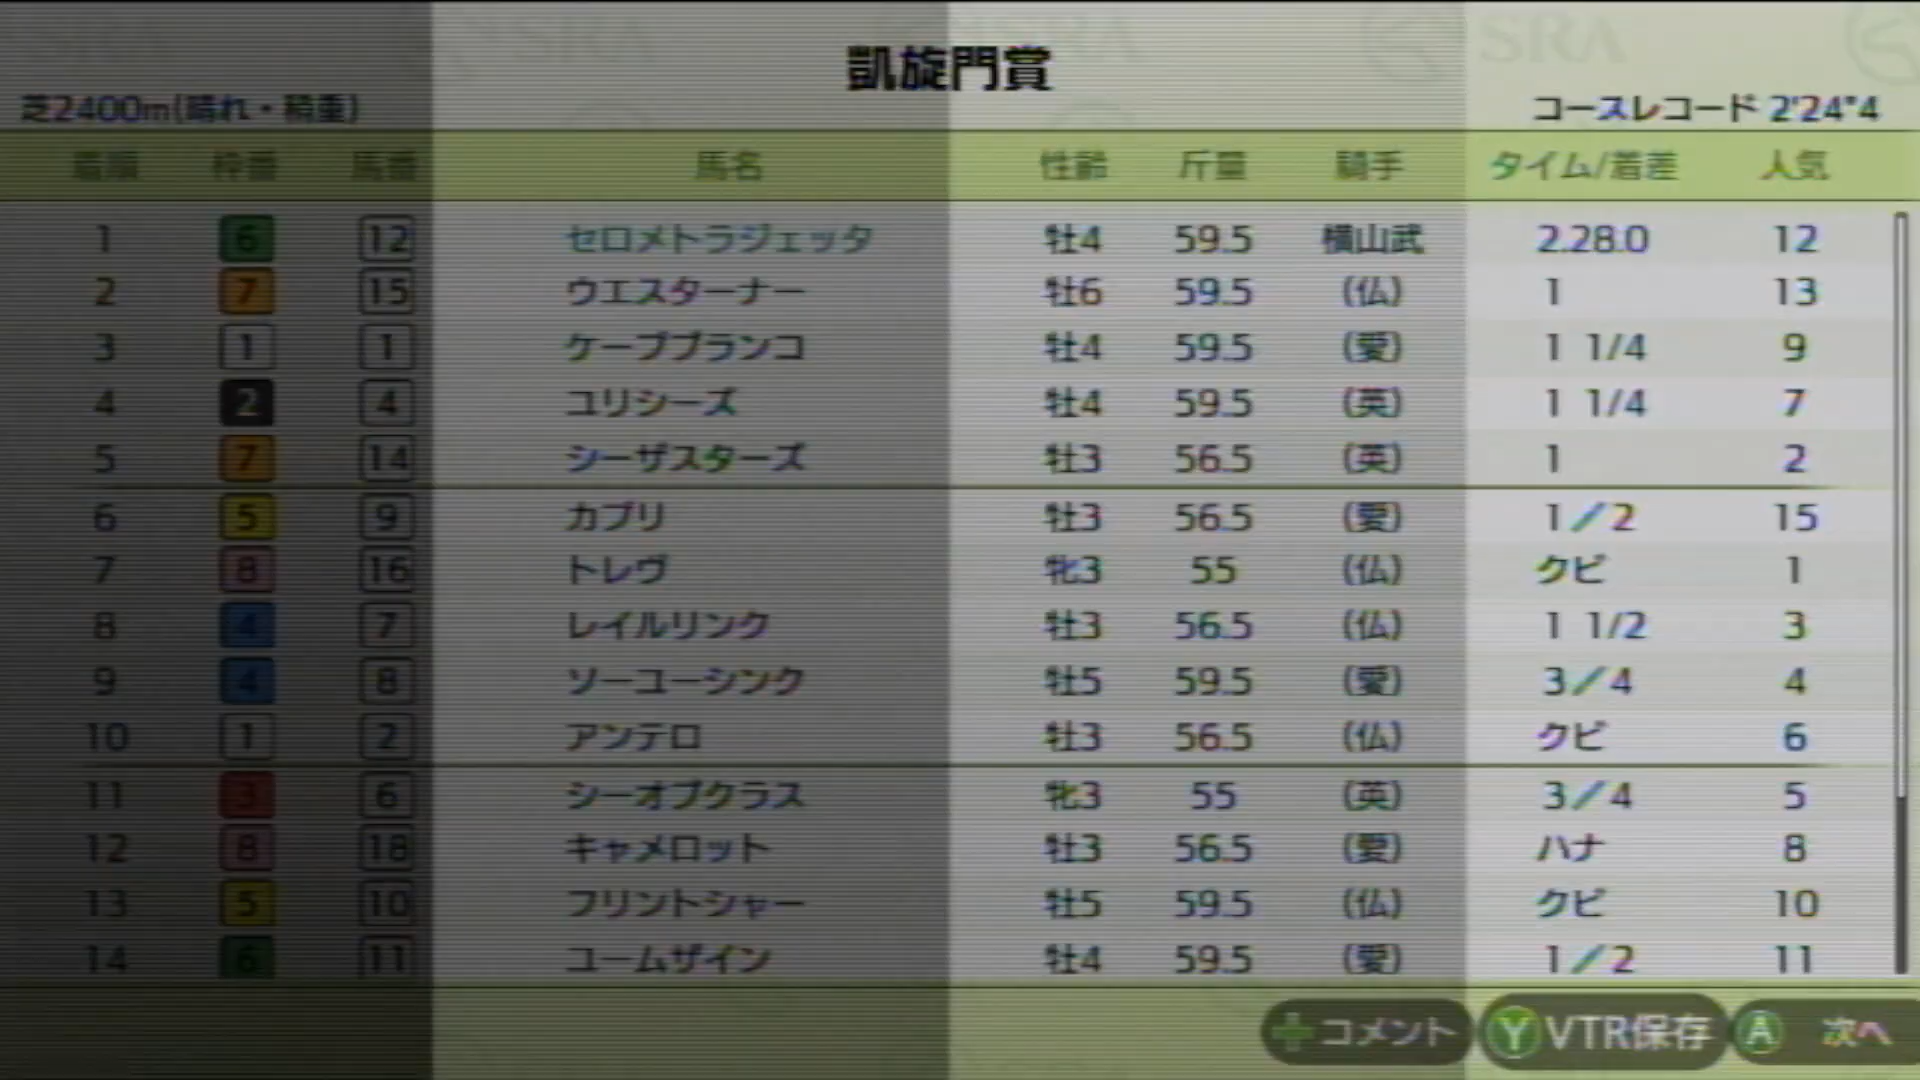 SRA SRA SRA SRA
凱旋門賞
芝2400m(晴れ・稍重) コースレコード 2'24"4
着順 枠番 馬番 馬名 性齢 斤量 騎手 タイム/着差 人気
1 6 12 セロメトラジェッタ 牡4 59.5 横山武 2.28.0 12
2 7 15 ウエスターナー 牡6 59.5 (仏) 1 13
3 1 1 ケープブランコ 牡4 59.5 (愛) 1 1/4 9
4 2 4 ユリシーズ 牡4 59.5 (英) 1 1/4 7
5 7 14 シーザスターズ 牡3 56.5 (英) 1 2
6 5 9 カプリ 牡3 56.5 (愛) 1/2 15
7 8 16 トレヴ 牝3 55 (仏) クビ 1
8 4 7 レイルリンク 牡3 56.5 (仏) 1 1/2 3
9 4 8 ソーユーシンク 牡5 59.5 (愛) 3/4 4
10 1 2 アンテロ 牡3 56.5 (仏) クビ 6
11 3 6 シーオブクラス 牝3 55 (英) 3/4 5
12 8 18 キャメロット 牡3 56.5 (愛) ハナ 8
13 5 10 フリントシャー 牡5 59.5 (仏) クビ 10
14 6 11 ユームザイン 牡4 59.5 (愛) 1/2 11
コメント Y VTR保存 A 次へ